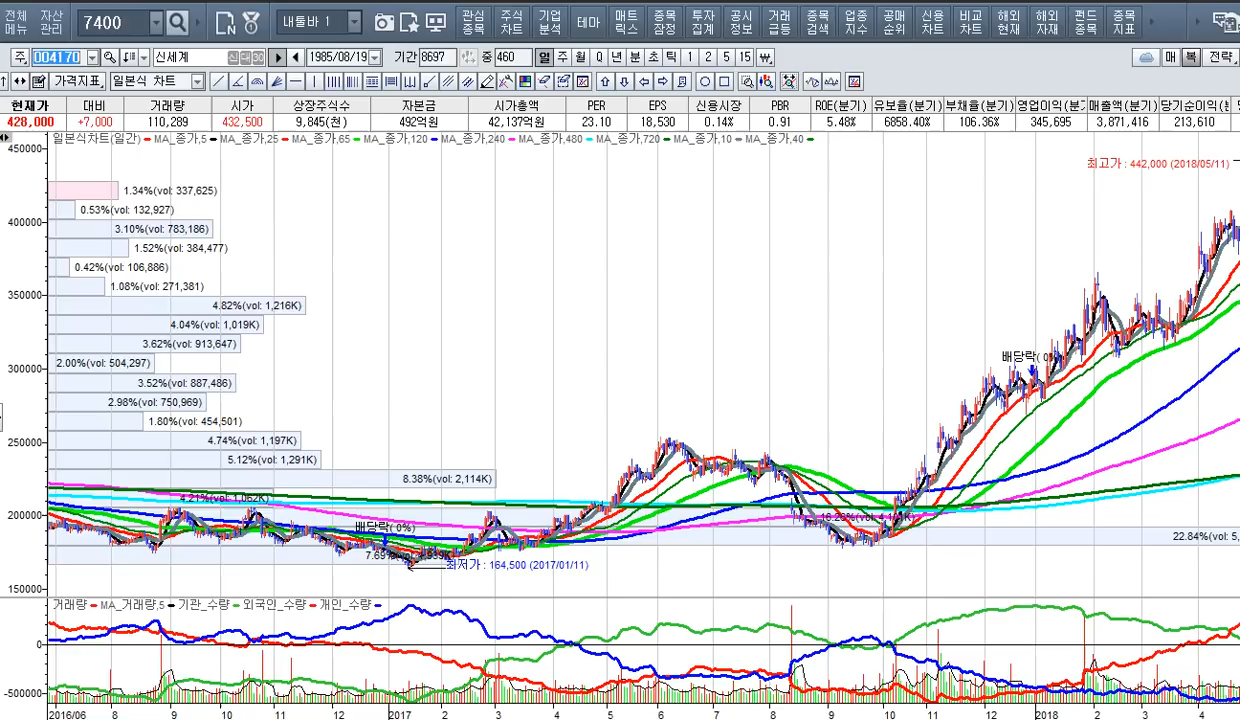 전체 자산 7400 내툴바 1 관심 주식 기업 테마 매트 종목 투자 공시 거래 종목 업종 공매 신용 비교 해외 해외 펀드 종목
메뉴 관리 종목 차트 분석 릭스 잠정 집계 정보 급등 검색 지수 순위 차트 차트 현재 자재 종목 지표
주 004170 신세계 신 대 30 1985/08/19 기간 8697 중 460 일 주 월 Q 년 분 초 틱 1 2 5 15 ₩ 매 복 전략
가격지표 일본식 차트
현재가 대비 거래량 시가 상장주식수 자본금 시가총액 PER EPS 신용시장 PBR ROE(분기) 유보율(분기) 부채율(분기) 영업이익(분기 매출액(분기) 당기순이익(분
428,000 +7,000 110,289 432,500 9,845(천) 492억원 42,137억원 23.10 18,530 0.14% 0.91 5.48% 6858.40% 106.36% 345,695 3,871,416 213,610
일본식차트(일간) MA_종가,5 MA_종가,25 MA_종가,65 MA_종가,120 MA_종가,240 MA_종가,480 MA_종가,720 MA_종가,10 MA_종가,40
450000
최고가 : 442,000 (2018/05/11)
1.34%(vol: 337,625)
0.53%(vol: 132,927)
400000
3.10%(vol: 783,186)
1.52%(vol: 384,477)
0.42%(vol: 106,886)
1.08%(vol: 271,381)
350000
4.82%(vol: 1,216K)
4.04%(vol: 1,019K)
3.62%(vol: 913,647)
배당락( 0%)
2.00%(vol: 504,297)
300000
3.52%(vol: 887,486)
2.98%(vol: 750,969)
1.80%(vol: 454,501)
250000
4.74%(vol: 1,197K)
5.12%(vol: 1,291K)
8.38%(vol: 2,114K)
4.21%(vol: 1,062K)
200000
배당락( 0%)
22.84%(vol: 5,
최저가 : 164,500 (2017/01/11)
150000
거래량 MA_거래량,5 기관_수량 외국인_수량 개인_수량
0
-500000
2016/06 8 9 10 11 12 2017 2 3 4 5 6 7 8 9 10 11 12 2018 2 3 4